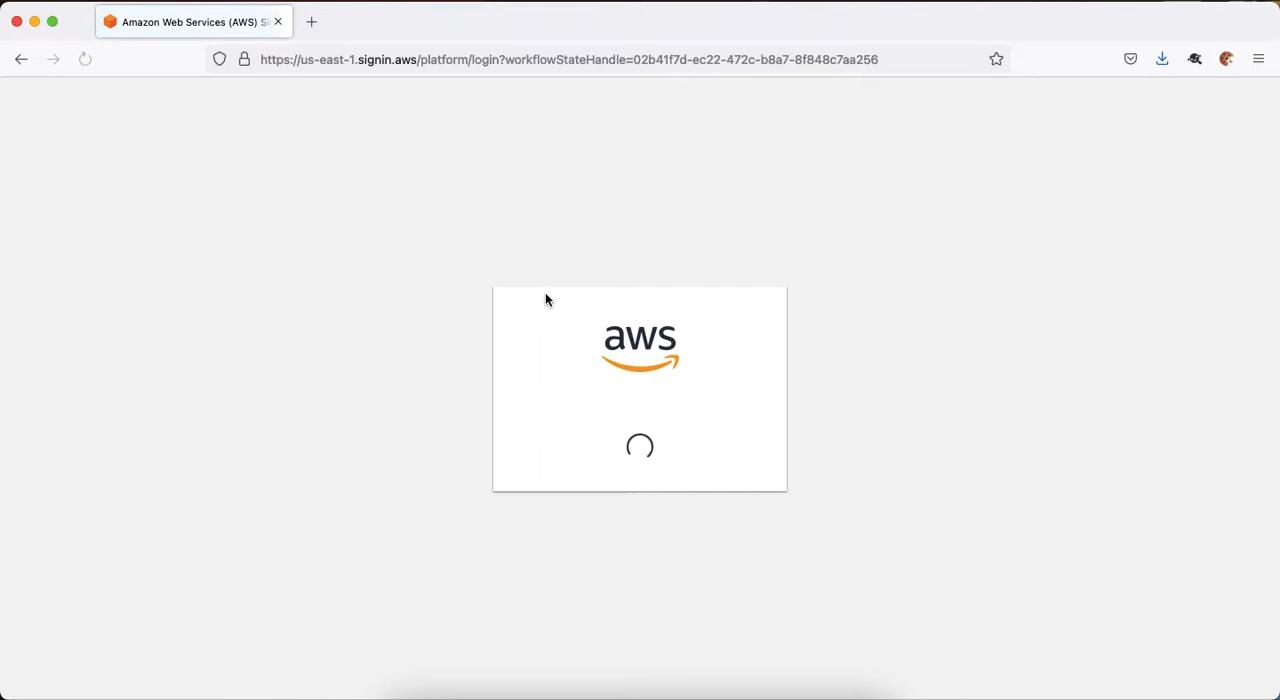 Amazon Web Services (AWS) Si
https://us-east-1.signin.aws/platform/login?workflowStateHandle=02b41f7d-ec22-472c-b8a7-8f848c7aa256
aws